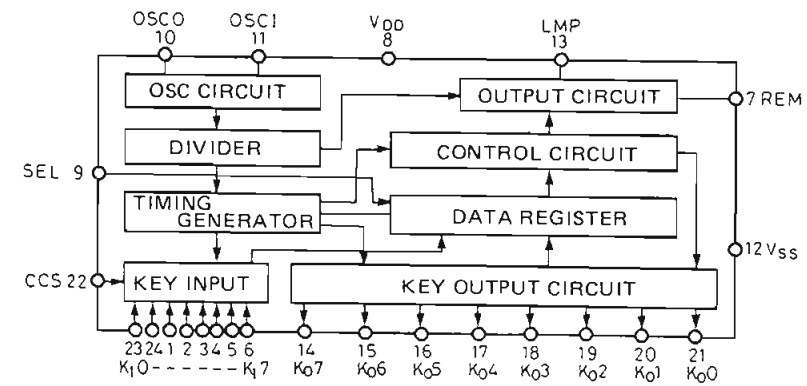 OSCO OSCI VDD LMP
10 11 8 13
OSC CIRCUIT OUTPUT CIRCUIT 7 REM
DIVIDER CONTROL CIRCUIT
SEL 9
TIMING GENERATOR DATA REGISTER
12 VSS
CCS 22 KEY INPUT KEY OUTPUT CIRCUIT
23 24 1 2 3 4 5 6 14 15 16 17 18 19 20 21
KI0 - - - - - - KI7 KO7 KO6 KO5 KO4 KO3 KO2 KO1 KO0